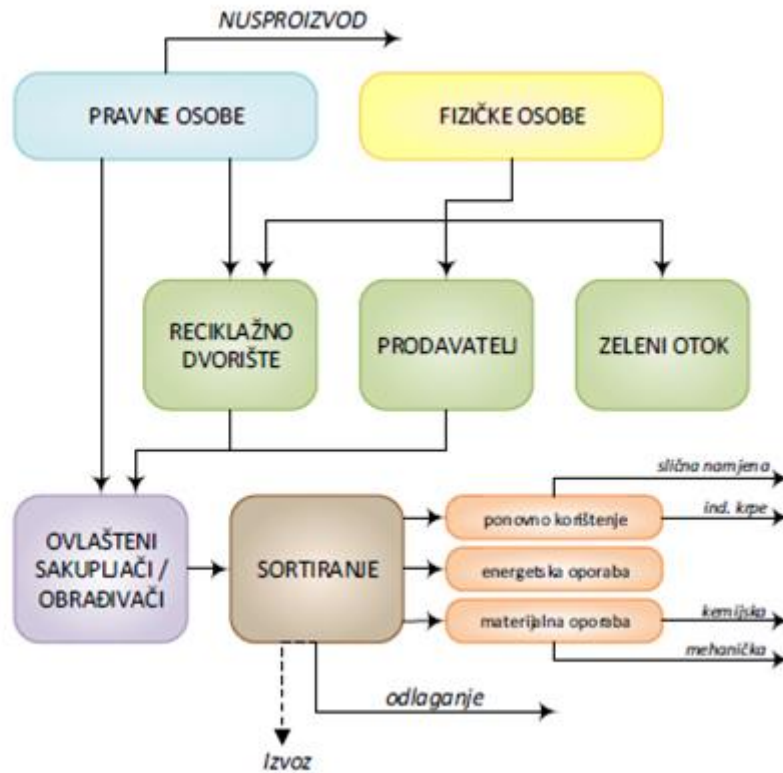 NUSPROIZVOD
PRAVNE OSOBE
FIZIČKE OSOBE
RECIKLAŽNO
DVORIŠTE
PRODAVATELJ
ZELENI OTOK
OVLAŠTENI
SAKUPLJAČI /
OBRAĐIVAČI
SORTIRANJE
ponovno korištenje
slična namjena
ind. krpe
energetska oporaba
materijalna oporaba
kemijska
mehanička
odlaganje
Izvoz